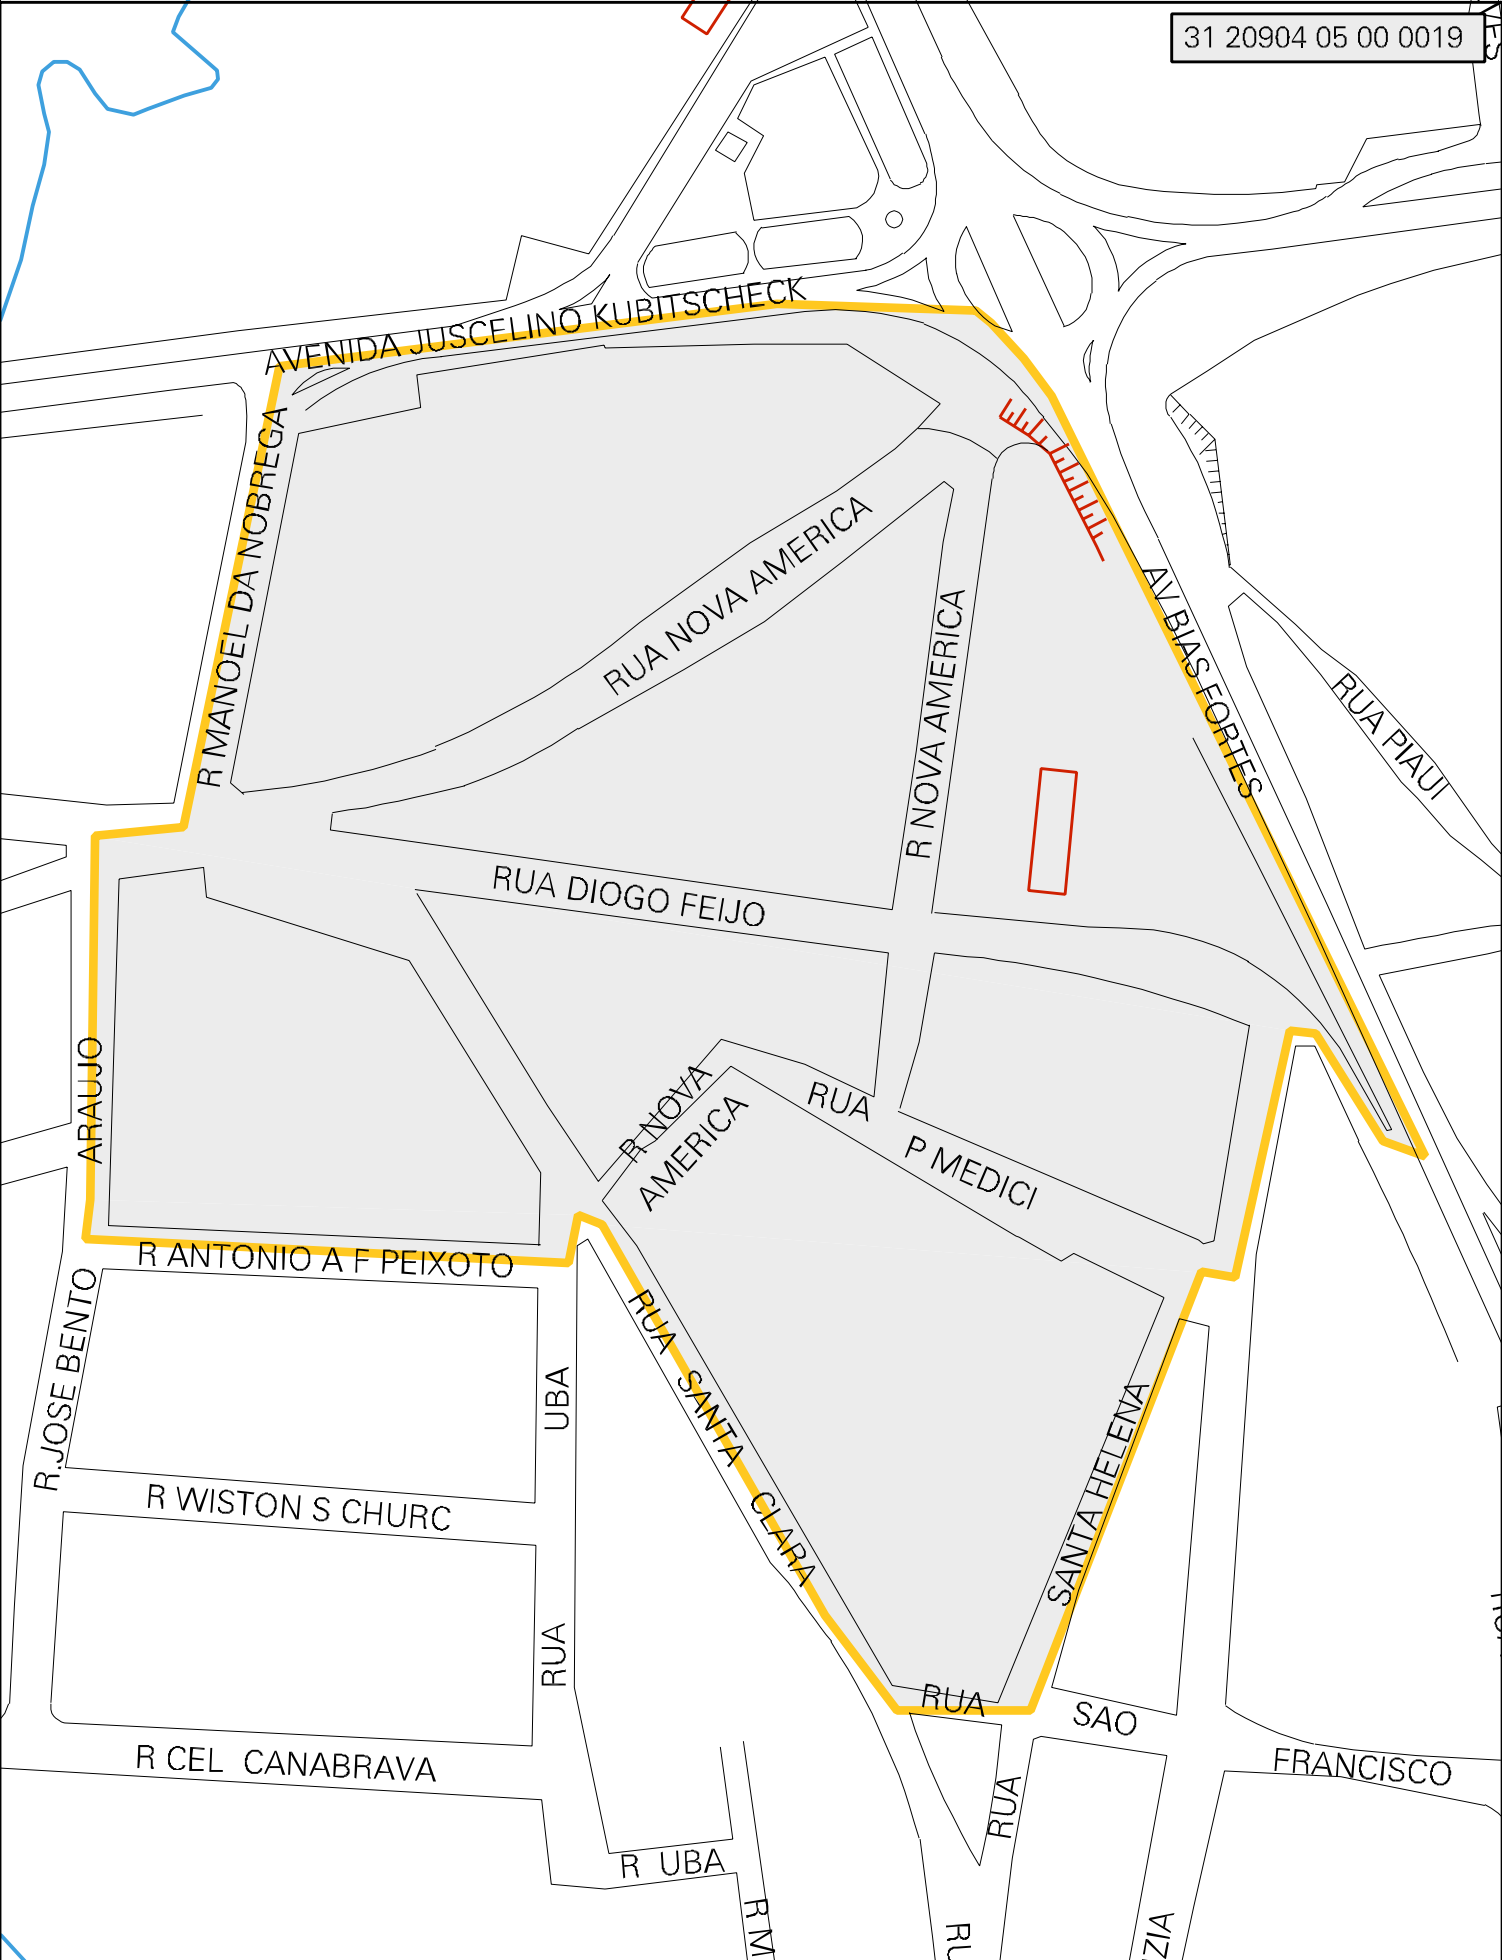 31 20904 05 00 0019
AVENIDA JUSCELINO KUBITSCHECK
R MANOEL DA NOBREGA
RUA NOVA AMERICA
R NOVA AMERICA
AV BIAS FORTES
RUA PIAUI
RUA DIOGO FEIJO
ARAUJO
R NOVA
AMERICA
RUA
P MEDICI
R ANTONIO A F PEIXOTO
R.JOSE BENTO
UBA
RUA
RUA SANTA CLARA
SANTA HELENA
R WISTON S CHURC
RUA
SAO
FRANCISCO
R CEL CANABRAVA
RUA
R UBA
R M
ZIA